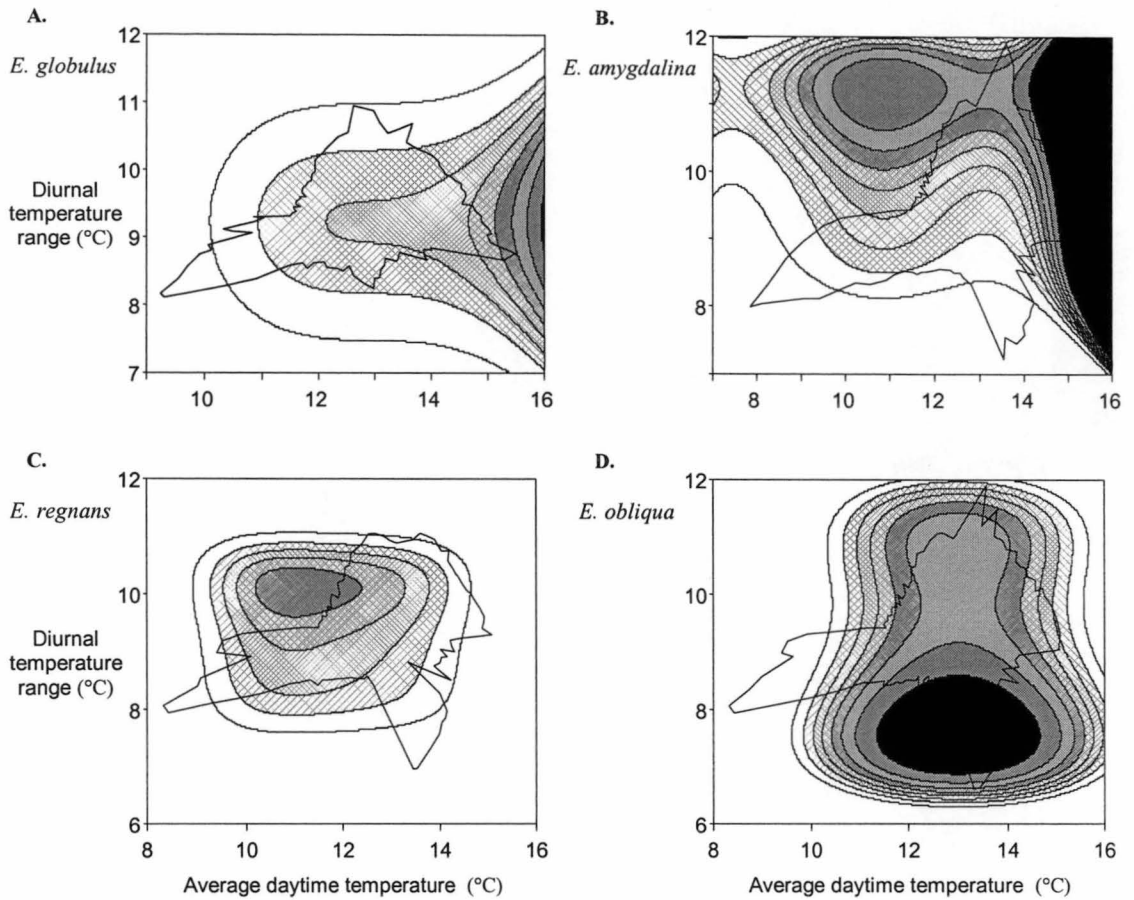 A.
B.
E. globulus
E. amygdalina
Diurnal
temperature
range (°C)
12
11
10
9
8
7
10
12
14
16
12
10
8
8
10
12
14
16
C.
D.
E. regnans
E. obliqua
Diurnal
temperature
range (°C)
12
10
8
6
8
10
12
14
16
12
10
8
6
10
12
14
16
Average daytime temperature (°C)
Average daytime temperature (°C)